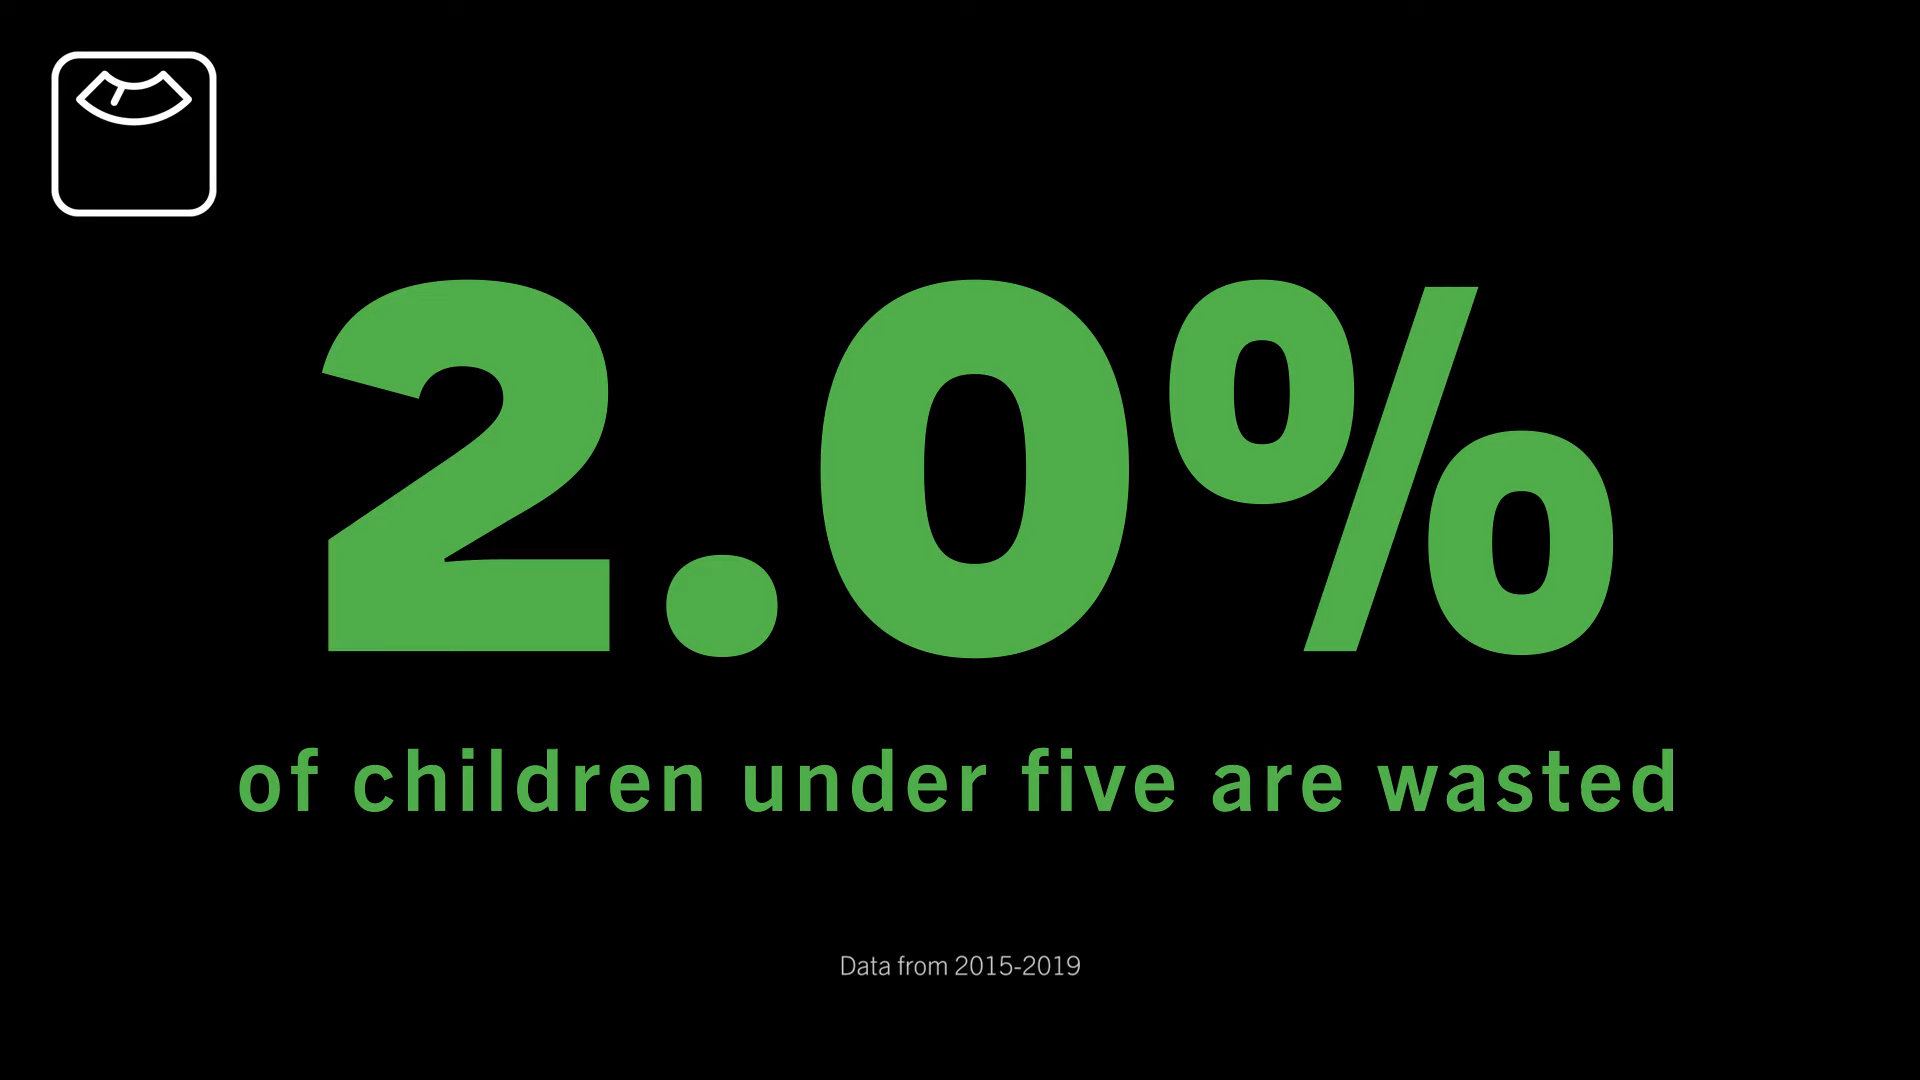 2.0%
of children under five are wasted
Data from 2015-2019